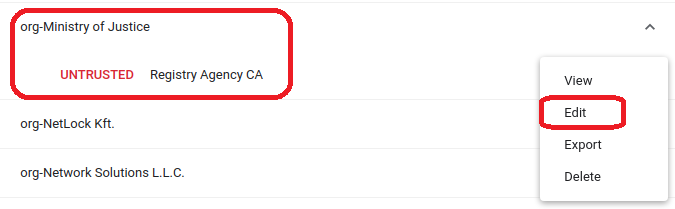 org-Ministry of Justice
UNTRUSTED Registry Agency CA
org-NetLock Kft.
org-Network Solutions L.L.C.
View
Edit
Export
Delete